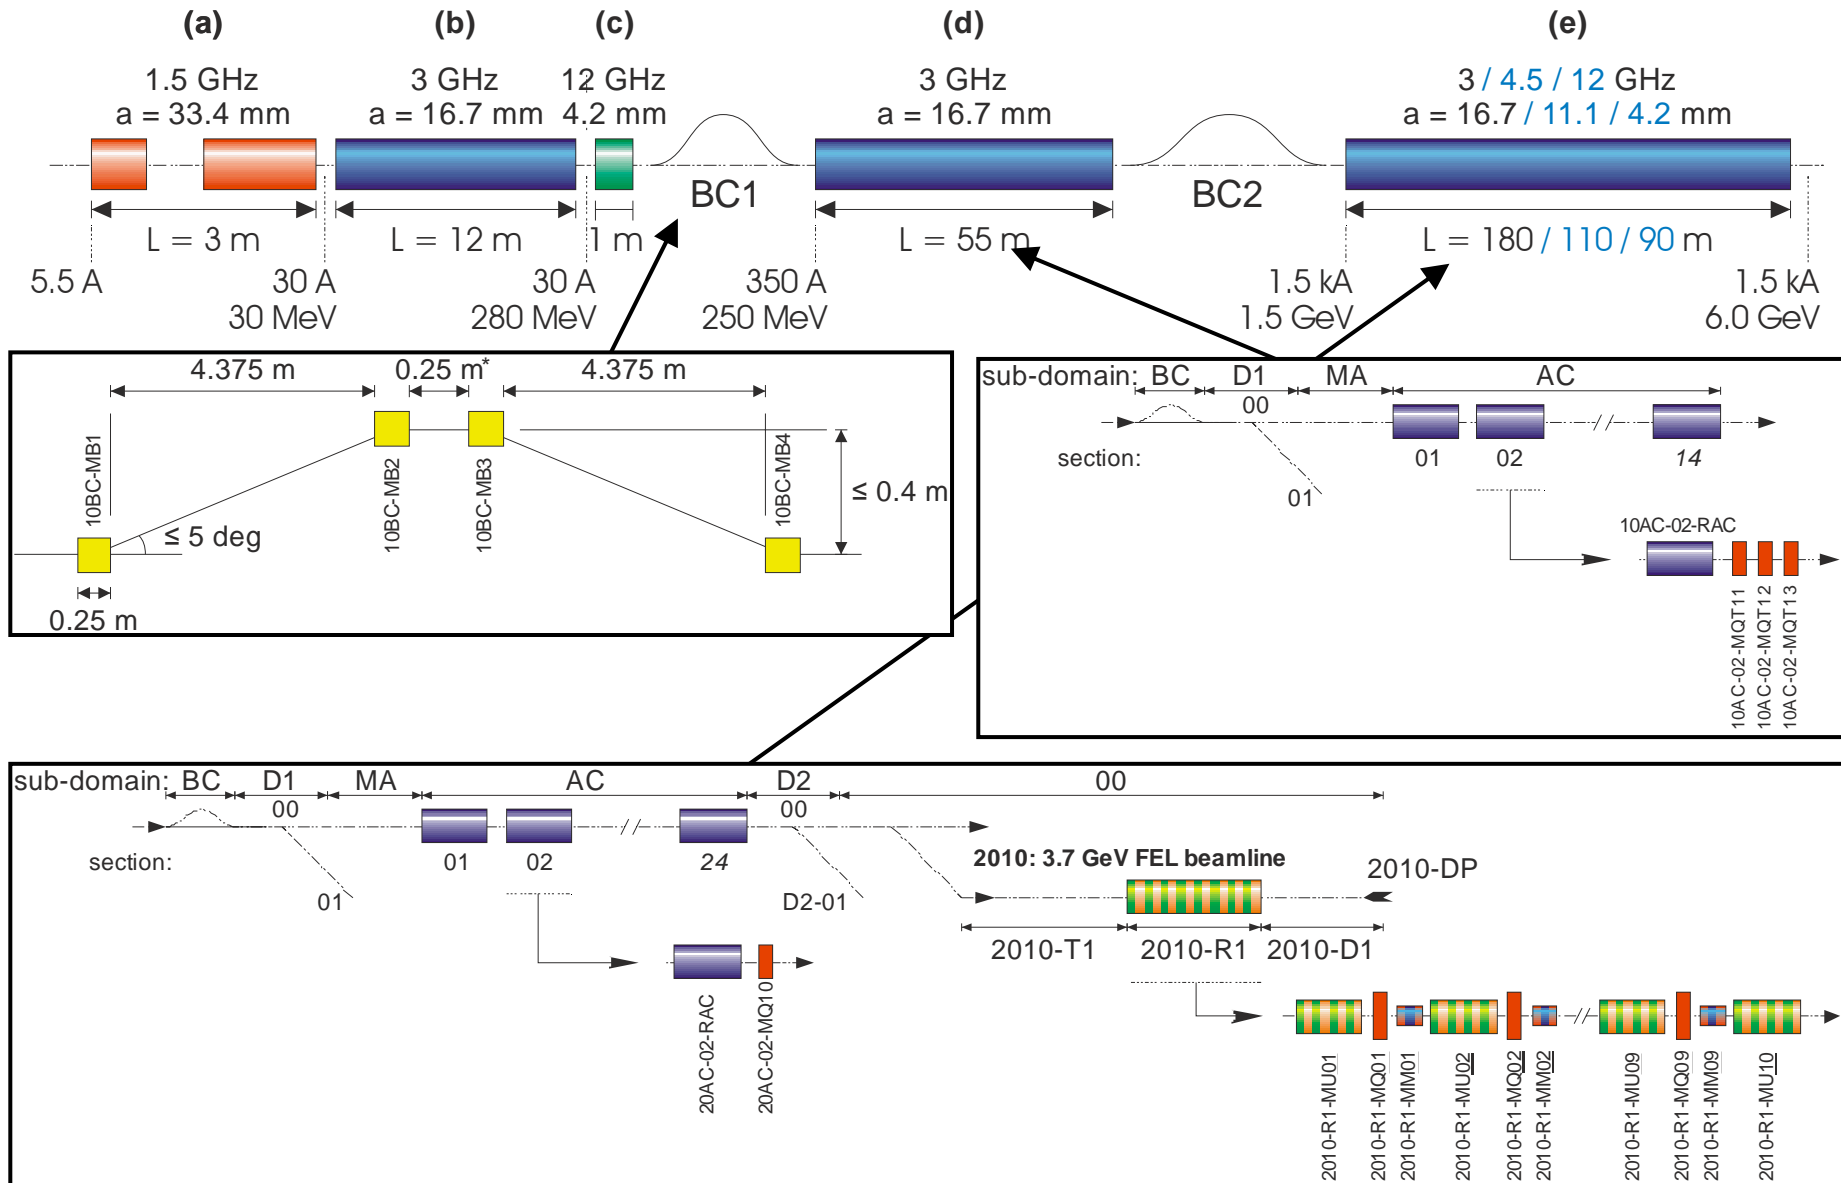 (a) (b) (c) (d) (e)
1.5 GHz 3 GHz 12 GHz 3 GHz 3 / 4.5 / 12 GHz
a = 33.4 mm a = 16.7 mm 4.2 mm a = 16.7 mm a = 16.7 / 11.1 / 4.2 mm
BC1 BC2
L = 3 m L = 12 m 1 m L = 55 m L = 180 / 110 / 90 m
5.5 A 30 A 30 A 350 A 1.5 kA 1.5 kA
30 MeV 280 MeV 250 MeV 1.5 GeV 6.0 GeV
4.375 m 0.25 m* 4.375 m
10BC-MB1
10BC-MB2
10BC-MB3
10BC-MB4
≤ 0.4 m
≤ 5 deg
0.25 m
sub-domain: BC D1 MA AC
00
section: 01 02 14
01
10AC-02-RAC
10AC-02-MQT11
10AC-02-MQT12
10AC-02-MQT13
sub-domain: BC D1 MA AC D2 00
00 00
section: 01 02 24
01 D2-01
2010: 3.7 GeV FEL beamline
2010-DP
2010-T1 2010-R1 2010-D1
20AC-02-RAC
20AC-02-MQ10
2010-R1-MU01
2010-R1-MQ01
2010-R1-MM01
2010-R1-MU02
2010-R1-MQ02
2010-R1-MM02
2010-R1-MU09
2010-R1-MQ09
2010-R1-MM09
2010-R1-MU10